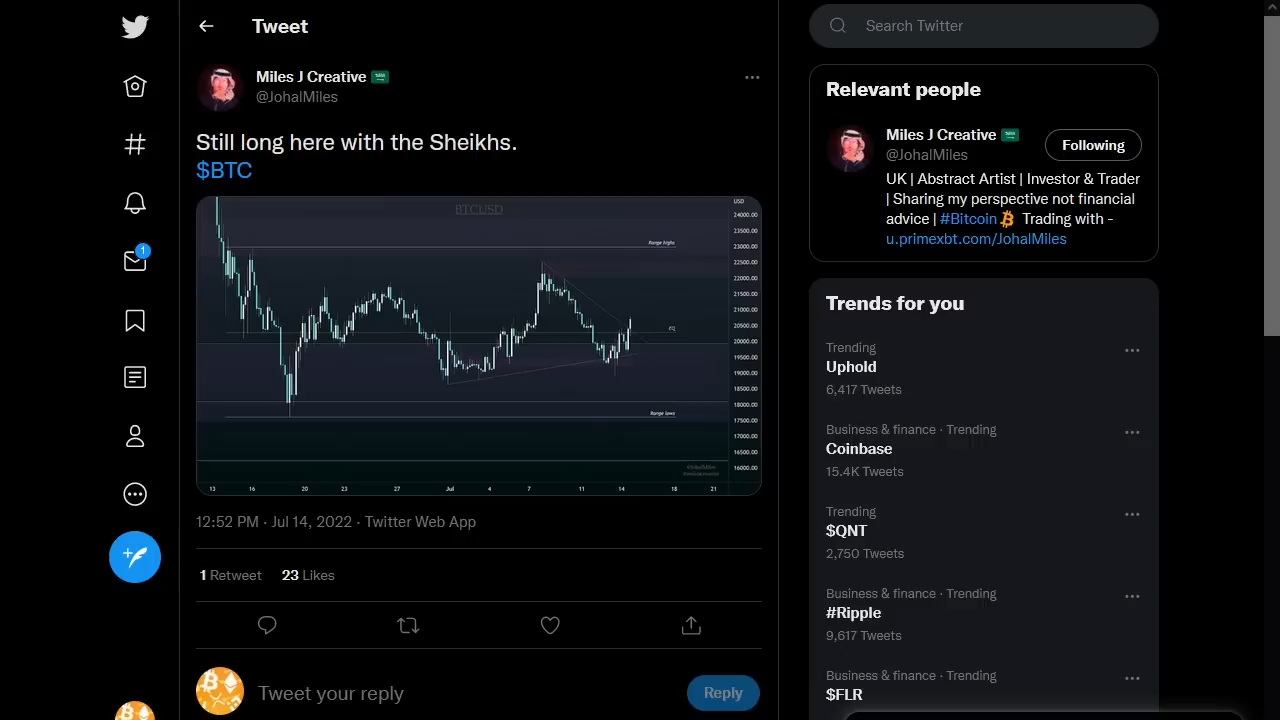 Tweet
Miles J Creative
@JohalMiles
Still long here with the Sheikhs.
$BTC
BTCUSD
USD
24000.00
23500.00
23000.00
22500.00
22000.00
21500.00
21000.00
20500.00
20000.00
19500.00
19000.00
18500.00
18000.00
17500.00
17000.00
16500.00
16000.00
Range highs
EQ
Range lows
@JohalMiles
13 16 20 23 27 Jul 4 7 11 14 18 21
12:52 PM · Jul 14, 2022 · Twitter Web App
1 Retweet 23 Likes
Tweet your reply
Reply
1
Search Twitter
Relevant people
Miles J Creative
@JohalMiles
Following
UK | Abstract Artist | Investor & Trader
| Sharing my perspective not financial
advice | #Bitcoin Trading with -
u.primexbt.com/JohalMiles
Trends for you
Trending
Uphold
6,417 Tweets
Business & finance · Trending
Coinbase
15.4K Tweets
Trending
$QNT
2,750 Tweets
Business & finance · Trending
#Ripple
9,617 Tweets
Business & finance · Trending
$FLR